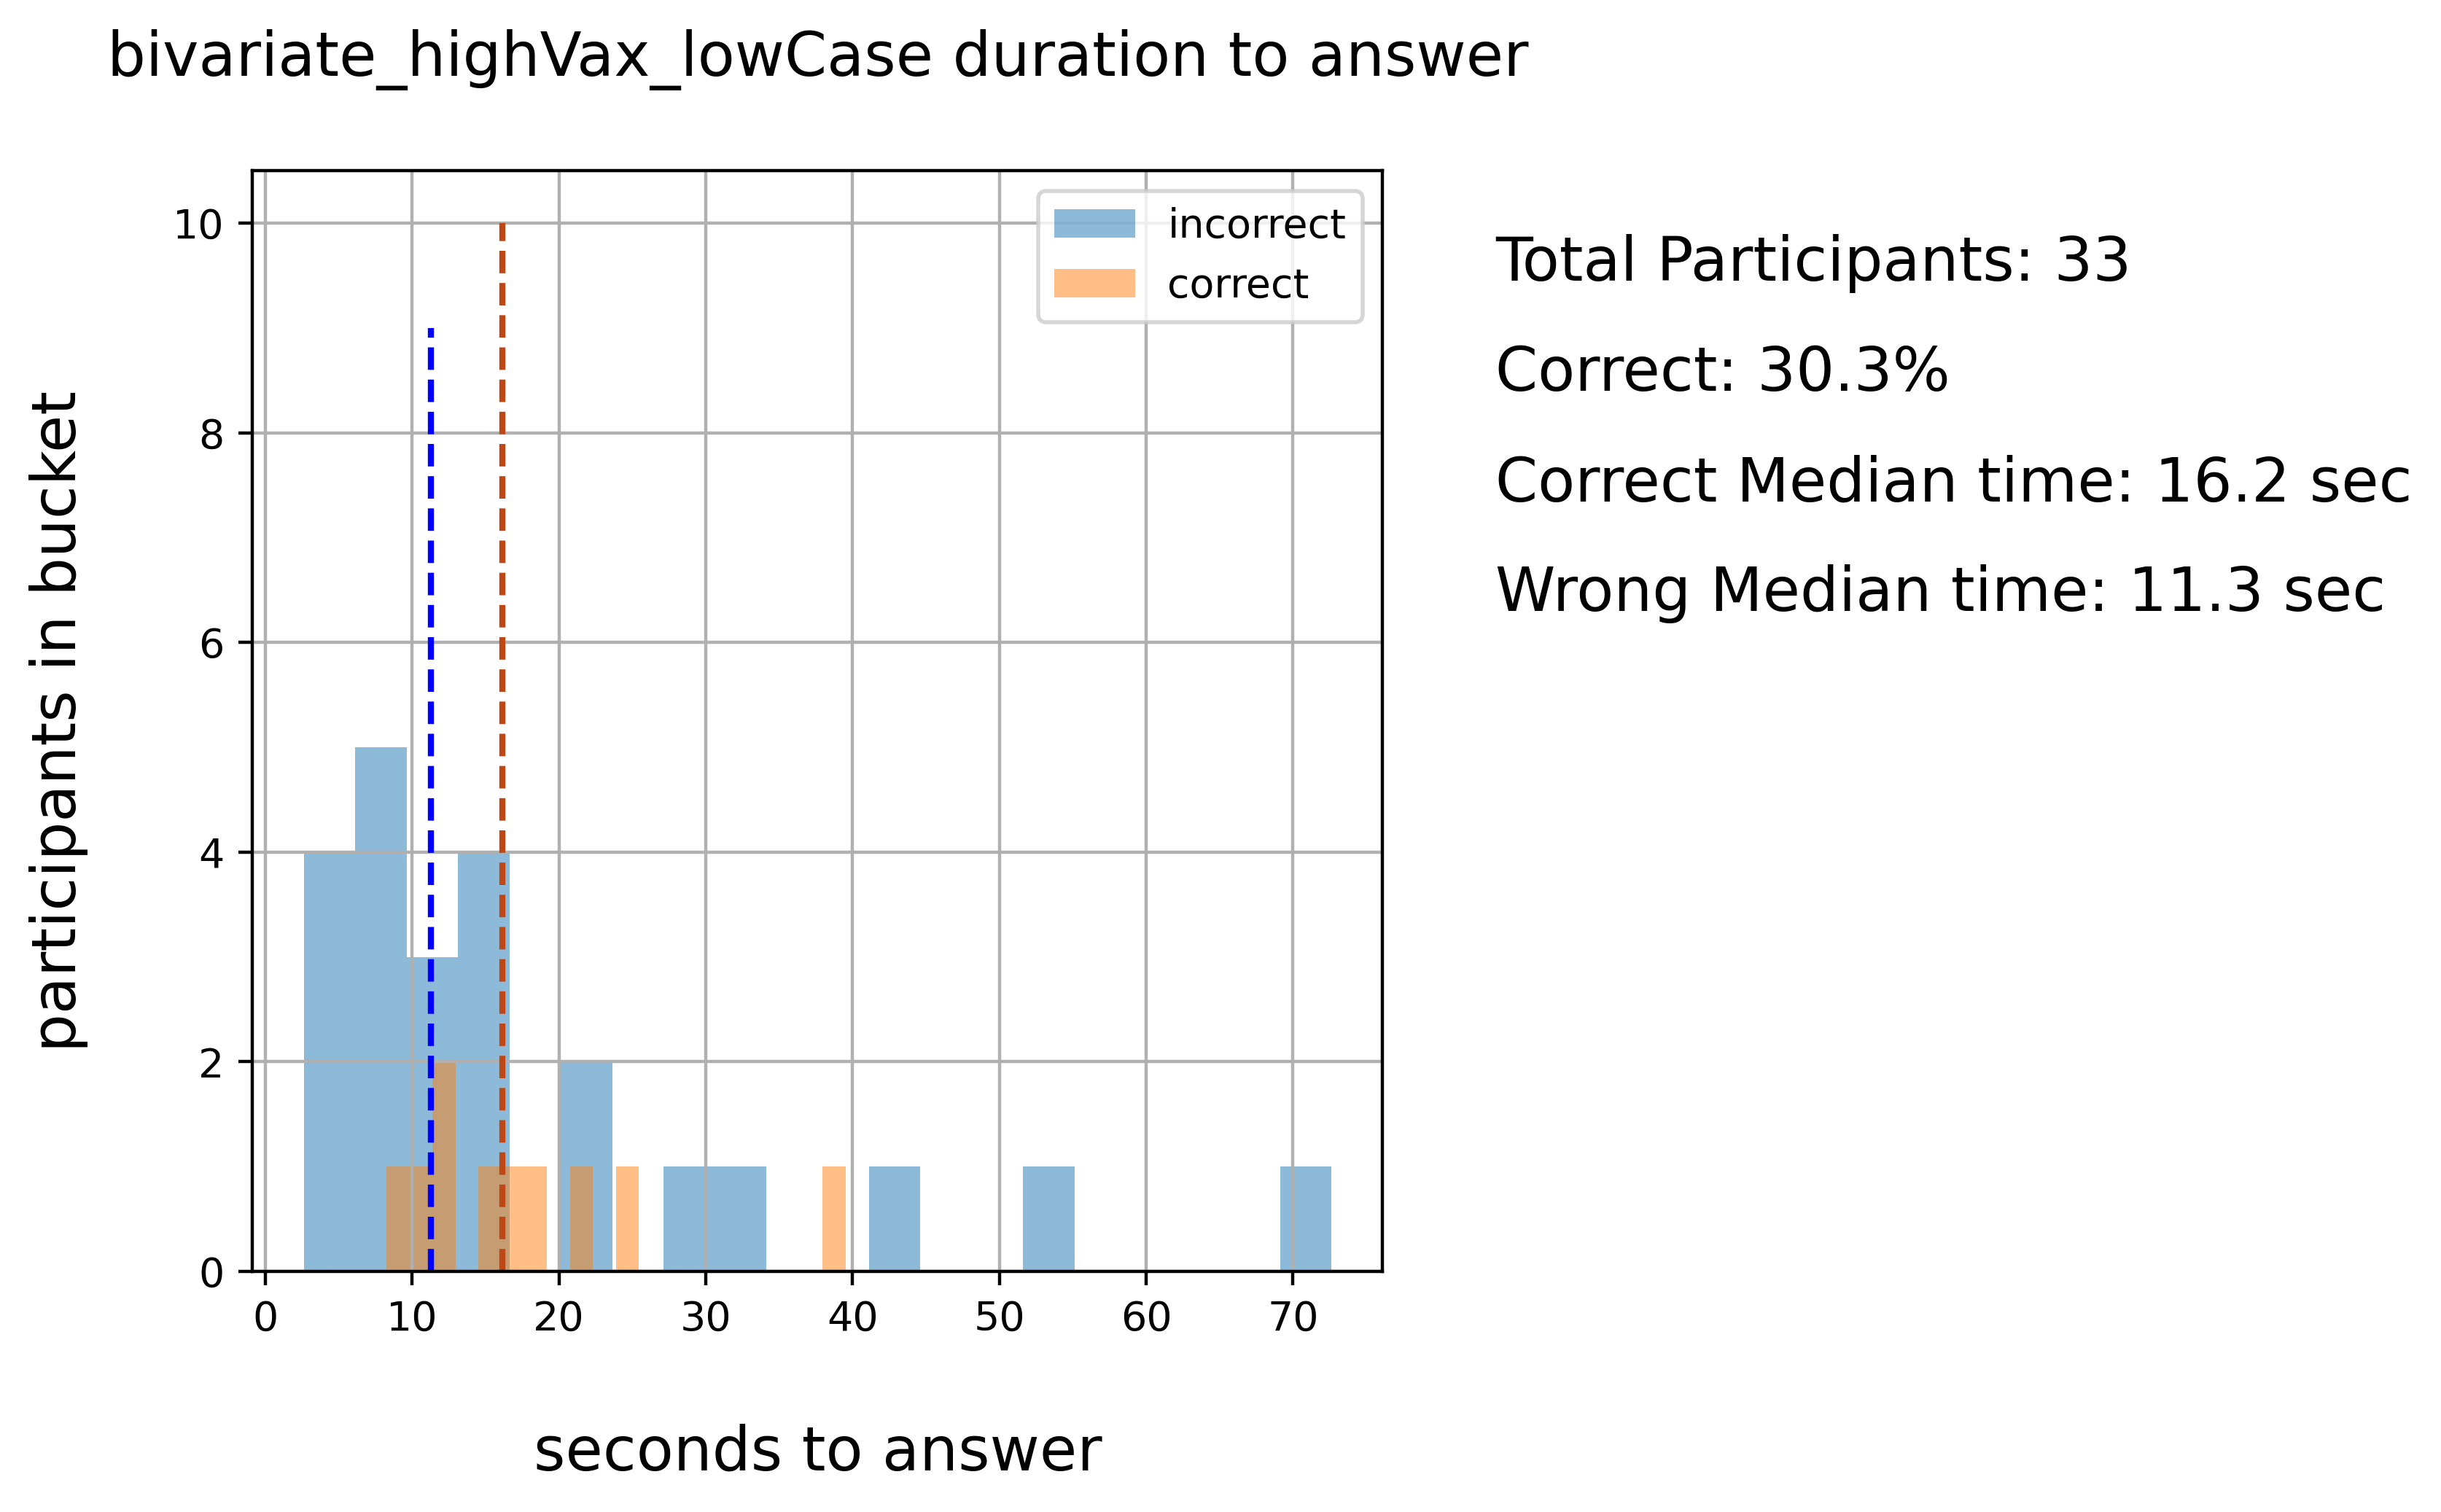 bivariate_highVax_lowCase duration to answer
participants in bucket
10
8
6
4
2
0
incorrect
correct
0 10 20 30 40 50 60 70
seconds to answer
Total Participants: 33
Correct: 30.3%
Correct Median time: 16.2 sec
Wrong Median time: 11.3 sec